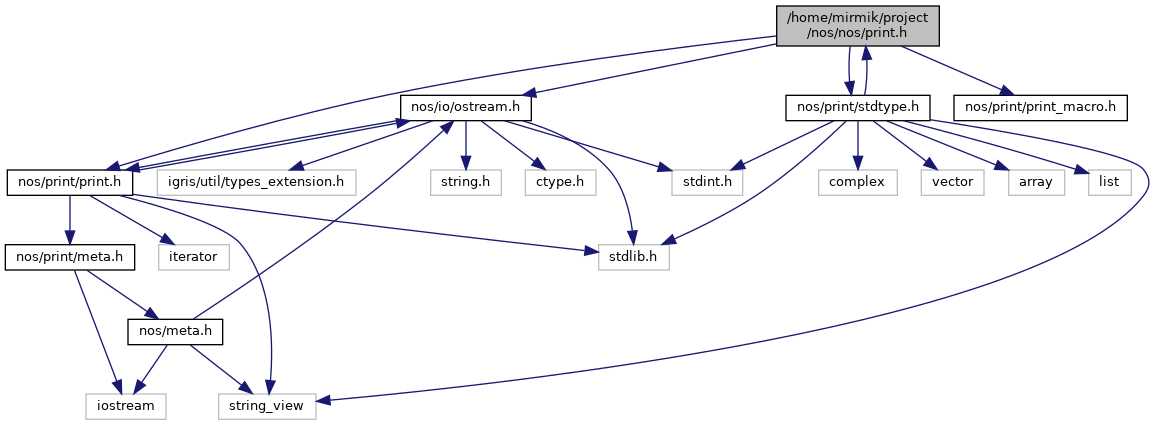 /home/mirmik/project
/nos/nos/print.h
nos/io/ostream.h
nos/print/stdtype.h
nos/print/print_macro.h
nos/print/print.h
igris/util/types_extension.h
string.h
ctype.h
stdint.h
complex
vector
array
list
nos/print/meta.h
iterator
stdlib.h
nos/meta.h
iostream
string_view